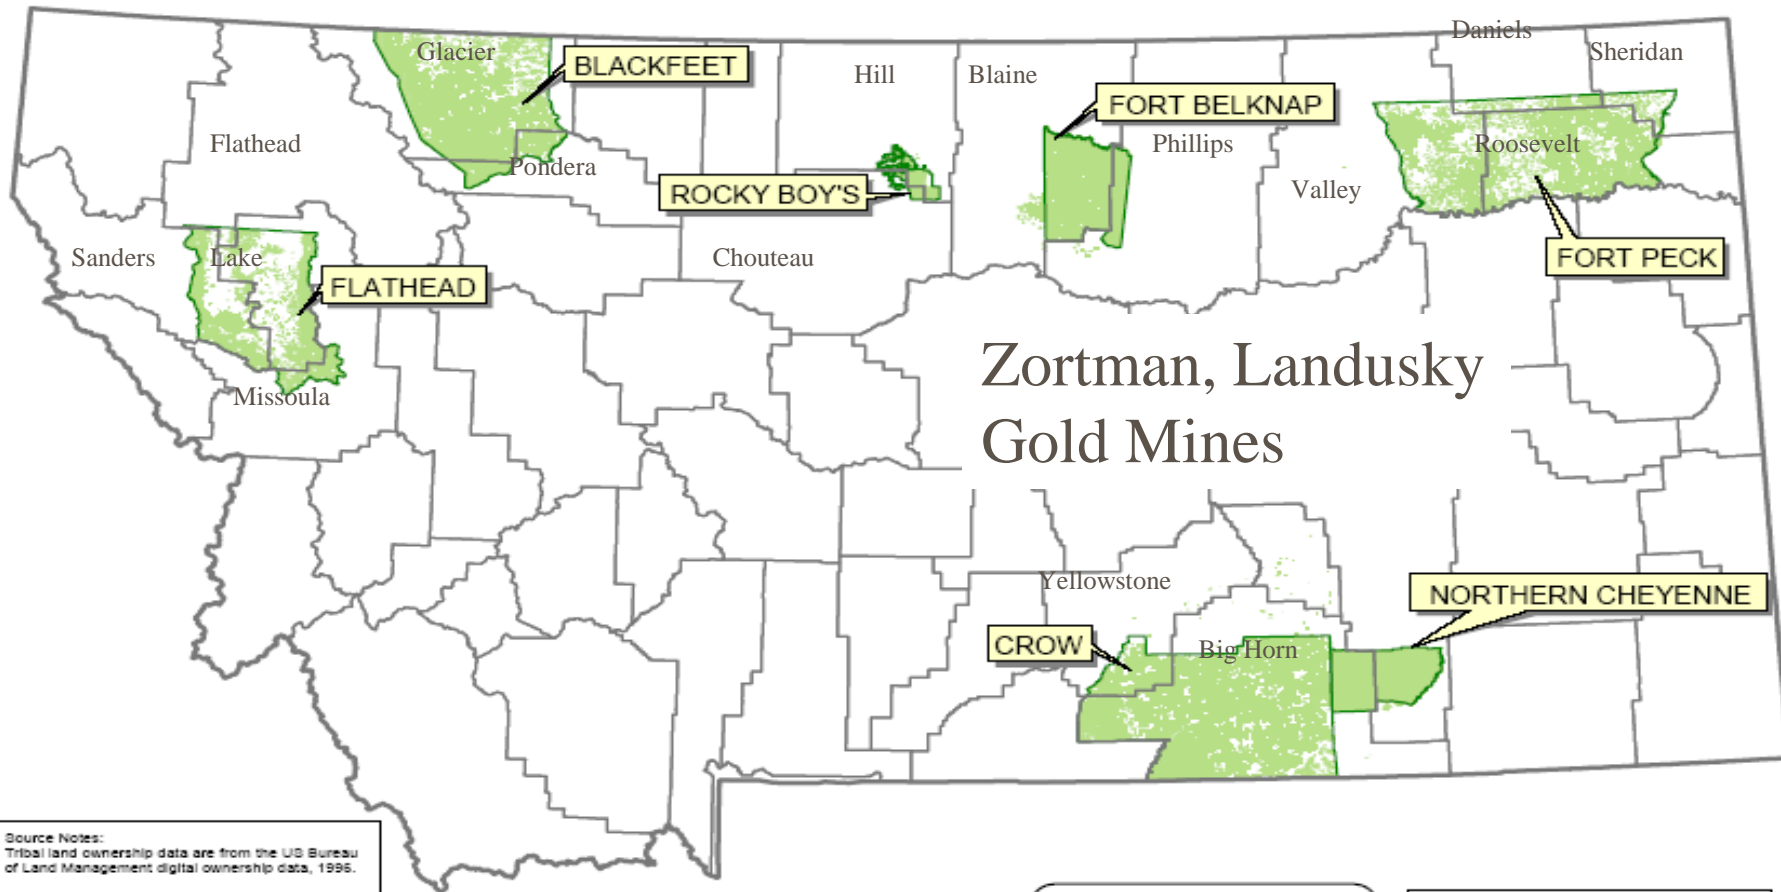 Daniels
Glacier
Sheridan
BLACKFEET
Hill
Blaine
FORT BELKNAP
Flathead
Phillips
Roosevelt
Pondera
ROCKY BOY'S
Valley
Sanders
Lake
Chouteau
FORT PECK
FLATHEAD
Zortman, Landusky
Gold Mines
Missoula
Yellowstone
NORTHERN CHEYENNE
CROW
Big Horn
Source Notes:
Tribal land ownership data are from the US Bureau
of Land Management digital ownership data, 1996.